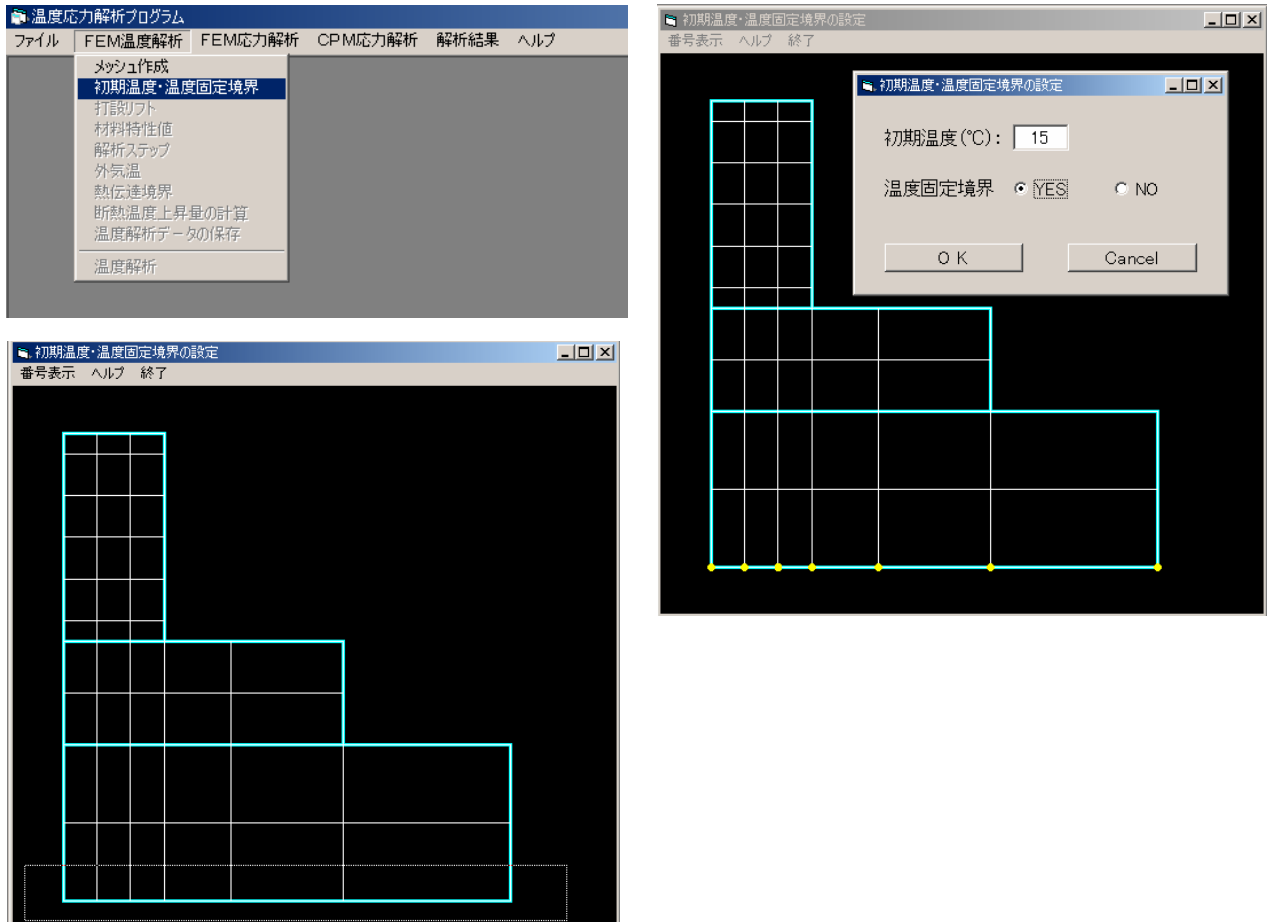 温度応力解析プログラム
ファイル FEM温度解析 FEM応力解析 CPM応力解析 解析結果 ヘルプ
メッシュ作成
初期温度・温度固定境界
打設リフト
材料特性値
解析ステップ
外気温
熱伝達境界
断熱温度上昇量の計算
温度解析データの保存
温度解析
初期温度・温度固定境界の設定
番号表示 ヘルプ 終了
初期温度・温度固定境界の設定
番号表示 ヘルプ 終了
初期温度・温度固定境界の設定
初期温度(℃): 15
温度固定境界 YES NO
OK Cancel